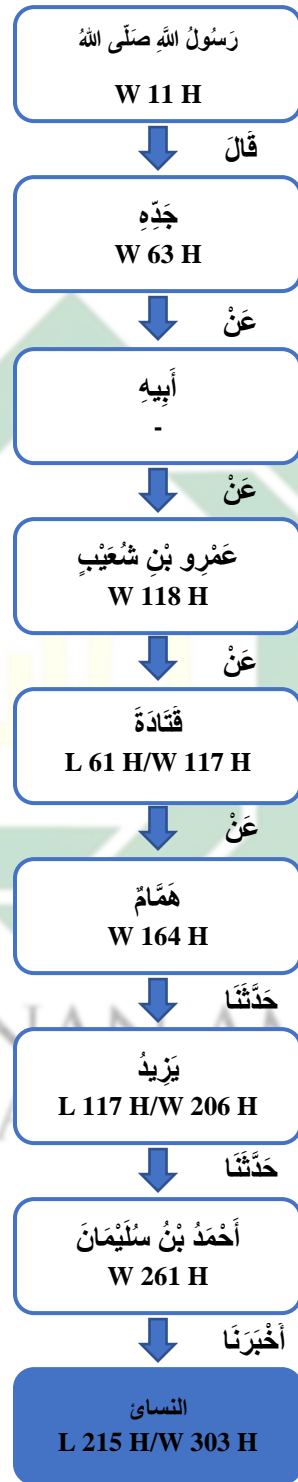 رَسُولُ اللَّهِ صَلّى اللهُ
W 11 H
قَالَ
جَدِّهِ
W 63 H
عَنْ
أَبِيهِ
-
عَنْ
عَمْرِو بْنِ شُعَيْبٍ
W 118 H
عَنْ
قَتَادَةَ
L 61 H/W 117 H
عَنْ
هَمَّامٌ
W 164 H
حَدَّثَنَا
يَزِيدُ
L 117 H/W 206 H
حَدَّثَنَا
أَحْمَدُ بْنُ سُلَيْمَانَ
W 261 H
أَخْبَرَنَا
النسائ
L 215 H/W 303 H